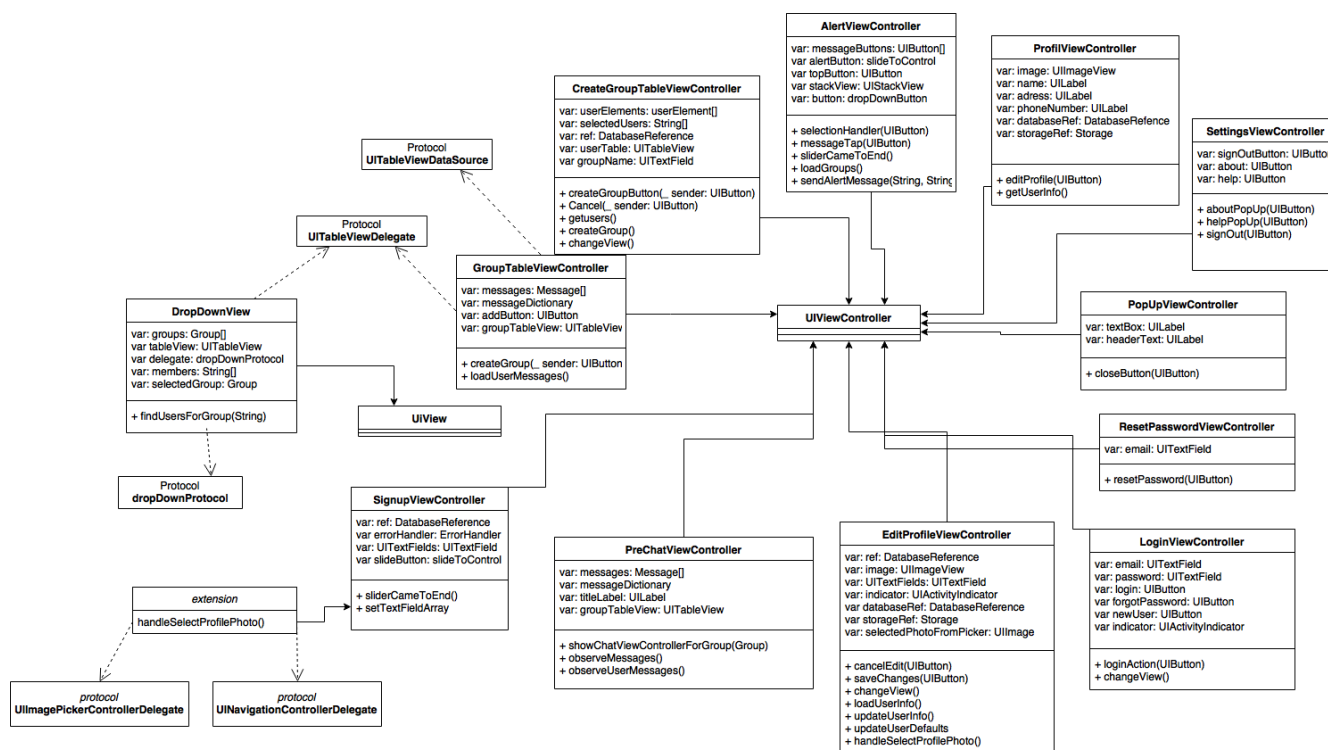 AlertViewController
var: messageButtons: UIButton[]
var alertButton: slideToControl
var topButton: UIButton
var: stackView: UIStackView
var: button: dropDownButton
+ selectionHandler(UIButton)
+ messageTap(UIButton)
+ sliderCameToEnd()
+ loadGroups()
+ sendAlertMessage(String, String
ProfilViewController
var: image: UIImageView
var: name: UILabel
var: adress: UILabel
var: phoneNumber: UILabel
var: databaseRef: DatabaseRefence
var: storageRef: Storage
+ editProfile(UIButton)
+ getUserInfo()
CreateGroupTableViewController
var: userElements: userElement[]
var: selectedUsers: String[]
var: ref: DatabaseReference
var: userTable: UITableView
var groupName: UITextField
+ createGroupButton(_ sender: UIButton)
+ Cancel(_ sender: UIButton)
+ getusers()
+ createGroup()
+ changeView()
SettingsViewController
var: signOutButton: UIButton
var: about: UIButton
var: help: UIButton
+ aboutPopUp(UIButton)
+ helpPopUp(UIButton)
+ signOut(UIButton)
Protocol
UITableViewDataSource
Protocol
UITableViewDelegate
GroupTableViewController
var: messages: Message[]
var: messageDictionary
var: addButton: UIButton
var: groupTableView: UITableView
+ createGroup(_ sender: UIButton
+ loadUserMessages()
DropDownView
var: groups: Group[]
var tableView: UITableView
var: delegate: dropDownProtocol
var: members: String[]
var: selectedGroup: Group
+ findUsersForGroup(String)
UIViewController
PopUpViewController
var: textBox: UILabel
var: headerText: UILabel
+ closeButton(UIButton)
UiView
ResetPasswordViewController
var: email: UITextField
+ resetPassword(UIButton)
Protocol
dropDownProtocol
SignupViewController
var: ref: DatabaseReference
var: errorHandler: ErrorHandler
var: UITextFields: UITextField
var slideButton: slideToControl
+ sliderCameToEnd()
+ setTextFieldArray
PreChatViewController
var: messages: Message[]
var: messageDictionary
var: titleLabel: UILabel
var: groupTableView: UITableView
+ showChatViewControllerForGroup(Group)
+ observeMessages()
+ observeUserMessages()
EditProfileViewController
var: ref: DatabaseReference
var: image: UIImageView
var: UITextFields: UITextField
var: indicator: UIActivityIndicator
var databaseRef: DatabaseReference
var storageRef: Storage
var: selectedPhotoFromPicker: UIImage
+ cancelEdit(UIButton)
+ saveChanges(UIButton)
+ changeView()
+ loadUserInfo()
+ updateUserInfo()
+ updateUserDefaults
+ handleSelectProfilePhoto()
LoginViewController
var: email: UITextField
var: password: UITextField
var: login: UIButton
var: forgotPassword: UIButton
var: newUser: UIButton
var: indicator: UIActivityIndicator
+ loginAction(UIButton)
+ changeView()
extension
handleSelectProfilePhoto()
protocol
UIImagePickerControllerDelegate
protocol
UINavigationControllerDelegate